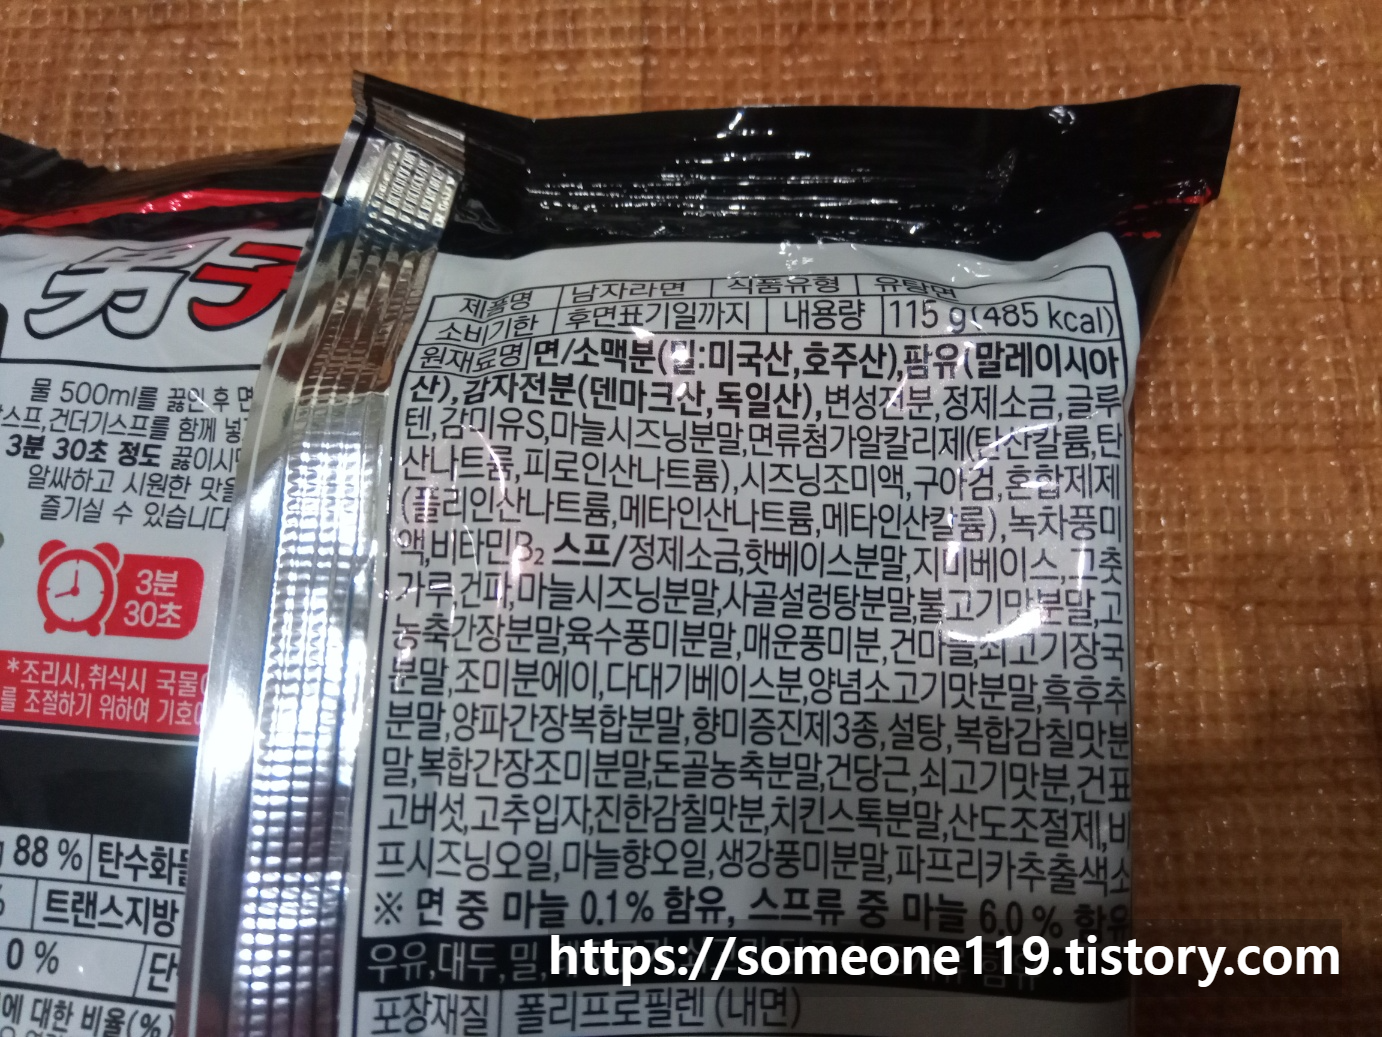 男
물 500ml를 끓인 후 면
스프,건더기스프를 함께 넣
3분 30초 정도 끓이시
알싸하고 시원한 맛을
즐기실 수 있습니다
3분
30초
*조리시,취식시 국물
를 조절하기 위하여 기호
88 % 탄수화물
% 트랜스지방
0 % 단
에 대한 비율(%)
제품명 남자라면 식품유형 유탕면
소비기한 후면표기일까지 내용량 115 g(485 kcal)
원재료명 면/소맥분(밀:미국산,호주산),팜유(말레이시아
산),감자전분(덴마크산,독일산),변성전분,정제소금,글루
텐,감미유S,마늘시즈닝분말,면류첨가알칼리제(탄산칼륨,탄
산나트륨,피로인산나트륨),시즈닝조미액,구아검,혼합제제
(폴리인산나트륨,메타인산나트륨,메타인산칼륨),녹차풍미
액,비타민B₂ 스프/정제소금,핫베이스분말,지미베이스,고춧
가루,건파,마늘시즈닝분말,사골설렁탕분말,불고기맛분말,고
농축간장분말,육수풍미분말,매운풍미분,건마늘,쇠고기장국
분말,조미분에이,다대기베이스분,양념소고기맛분말,흑후추
분말,양파간장복합분말,향미증진제3종,설탕,복합감칠맛분
말,복합간장조미분말,돈골농축분말,건당근,쇠고기맛분,건표
고버섯,고추입자,진한감칠맛분,치킨스톡분말,산도조절제,비
프시즈닝오일,마늘향오일,생강풍미분말,파프리카추출색소
※ 면 중 마늘 0.1% 함유, 스프류 중 마늘 6.0% 함유
우유,대두,밀, 함유
https://someone119.tistory.com
포장재질 폴리프로필렌(내면)